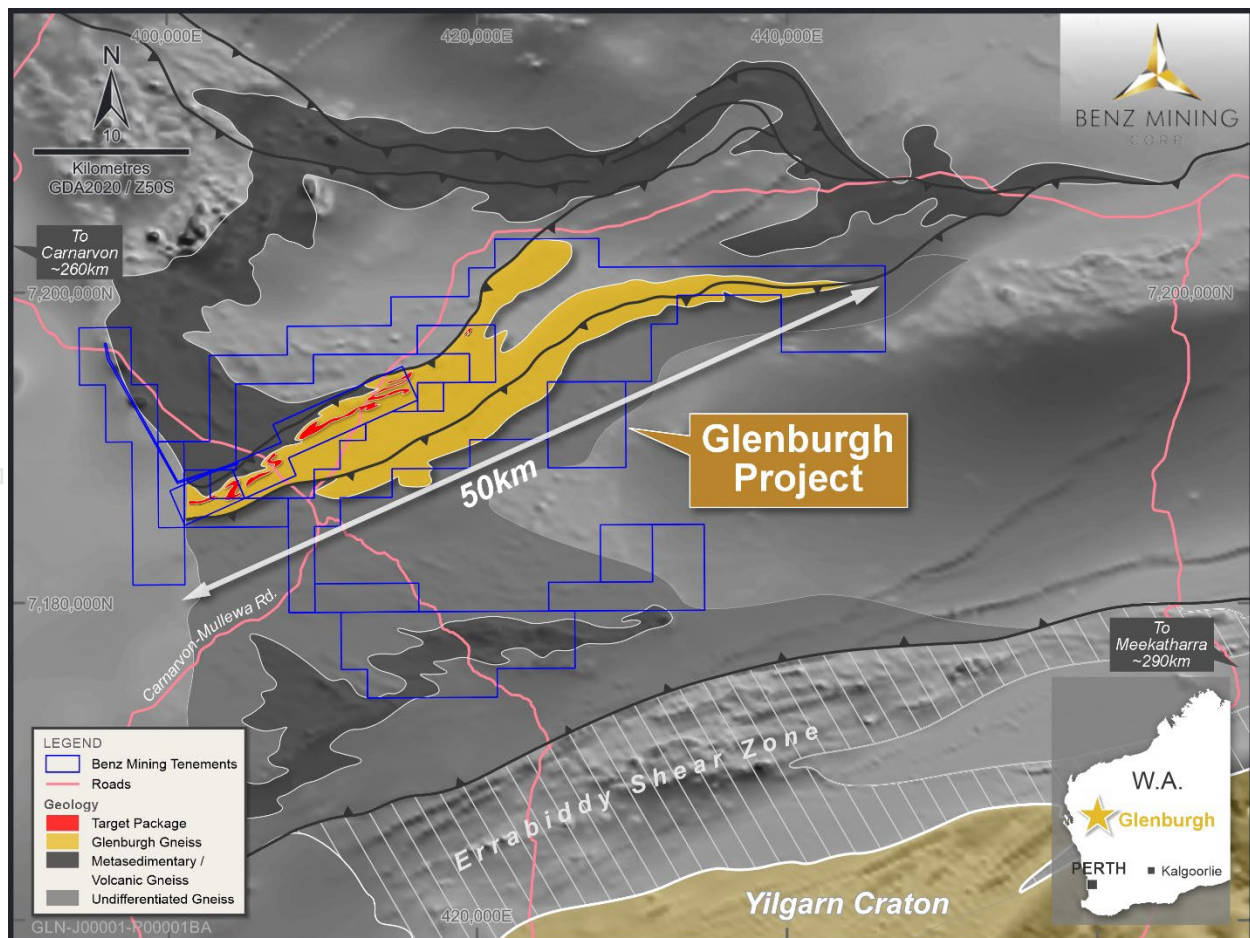 400,000E
420,000E
440,000E
N
10
Kilometres
GDA2020 / Z50S
BENZ MINING
CORP
To
Carnarvon
~260km
7,200,000N
7,200,000N
Glenburgh
Project
50km
7,180,000N
Carnarvon-Mullewa Rd.
To
Meekatharra
~290km
Errabiddy Shear Zone
Yilgarn Craton
420,000E
LEGEND
Benz Mining Tenements
Roads
Geology
Target Package
Glenburgh Gneiss
Metasedimentary /
Volcanic Gneiss
Undifferentiated Gneiss
GLN-J00001-P00001BA
W.A.
Glenburgh
PERTH
Kalgoorlie